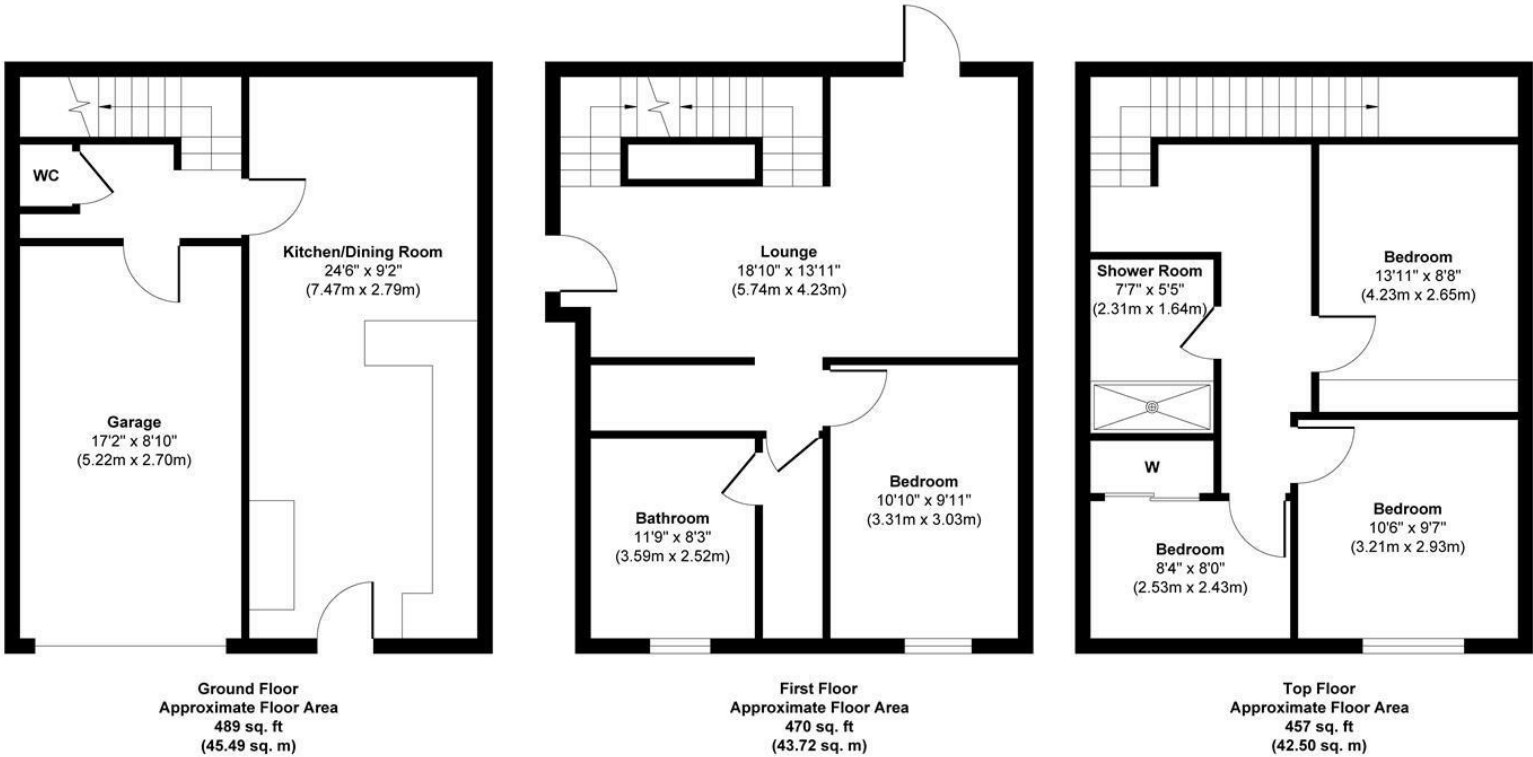 WC
Kitchen/Dining Room
24'6" x 9'2"
(7.47m x 2.79m)
Garage
17'2" x 8'10"
(5.22m x 2.70m)
Ground Floor
Approximate Floor Area
489 sq. ft
(45.49 sq. m)
Lounge
18'10" x 13'11"
(5.74m x 4.23m)
Bedroom
10'10" x 9'11"
(3.31m x 3.03m)
Bathroom
11'9" x 8'3"
(3.59m x 2.52m)
First Floor
Approximate Floor Area
470 sq. ft
(43.72 sq. m)
Bedroom
13'11" x 8'8"
(4.23m x 2.65m)
Shower Room
7'7" x 5'5"
(2.31m x 1.64m)
W
Bedroom
10'6" x 9'7"
(3.21m x 2.93m)
Bedroom
8'4" x 8'0"
(2.53m x 2.43m)
Top Floor
Approximate Floor Area
457 sq. ft
(42.50 sq. m)